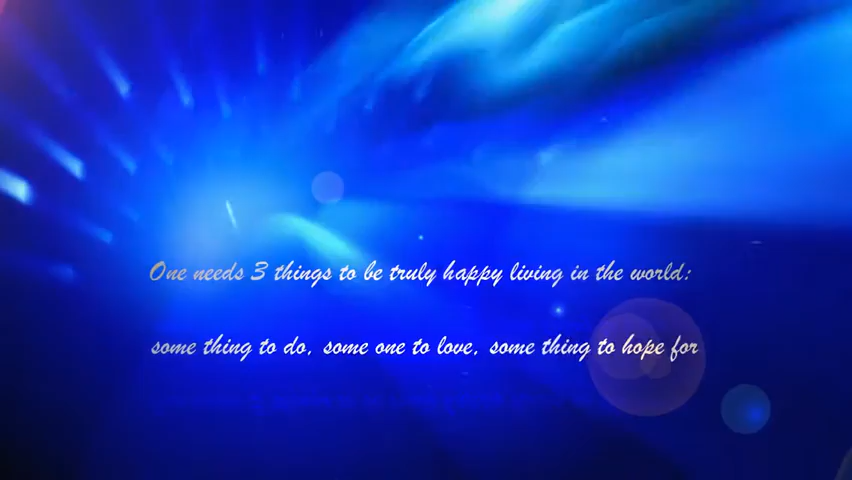 One needs 3 things to be truly happy living in the world:
some thing to do, some one to love, some thing to hope for